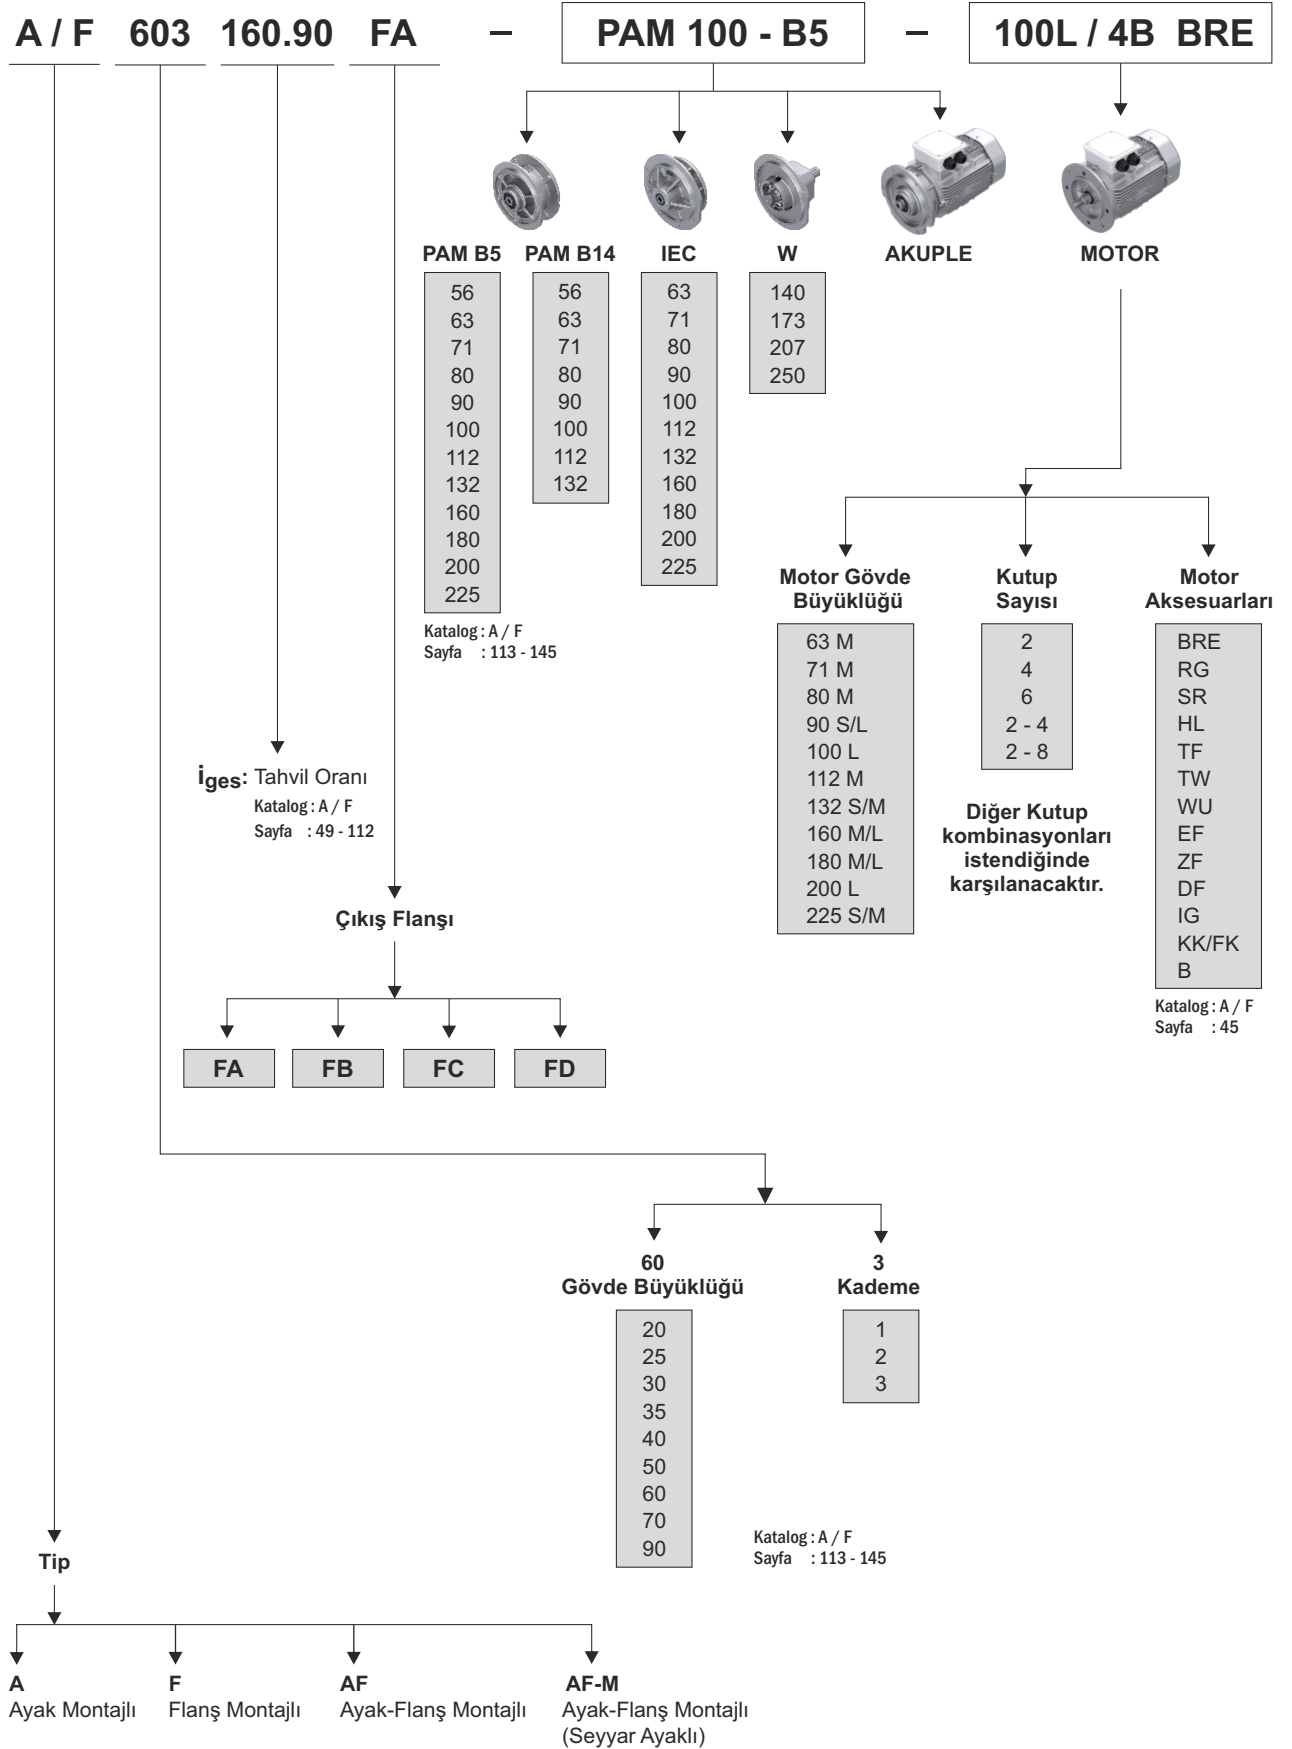 A / F 603 160.90 FA – PAM 100 - B5 – 100L / 4B BRE
PAM B5
56
63
71
80
90
100
112
132
160
180
200
225
Katalog : A / F
Sayfa : 113 - 145
PAM B14
56
63
71
80
90
100
112
132
IEC
63
71
80
90
100
112
132
160
180
200
225
W
140
173
207
250
AKUPLE
MOTOR
Motor Gövde
Büyüklüğü
63 M
71 M
80 M
90 S/L
100 L
112 M
132 S/M
160 M/L
180 M/L
200 L
225 S/M
Kutup
Sayısı
2
4
6
2 - 4
2 - 8
Diğer Kutup
kombinasyonları
istendiğinde
karşılanacaktır.
Motor
Aksesuarları
BRE
RG
SR
HL
TF
TW
WU
EF
ZF
DF
IG
KK/FK
B
Katalog : A / F
Sayfa : 45
İges: Tahvil Oranı
Katalog : A / F
Sayfa : 49 - 112
Çıkış Flanşı
FA FB FC FD
60
Gövde Büyüklüğü
20
25
30
35
40
50
60
70
90
3
Kademe
1
2
3
Katalog : A / F
Sayfa : 113 - 145
Tip
A
Ayak Montajlı
F
Flanş Montajlı
AF
Ayak-Flanş Montajlı
AF-M
Ayak-Flanş Montajlı
(Seyyar Ayaklı)